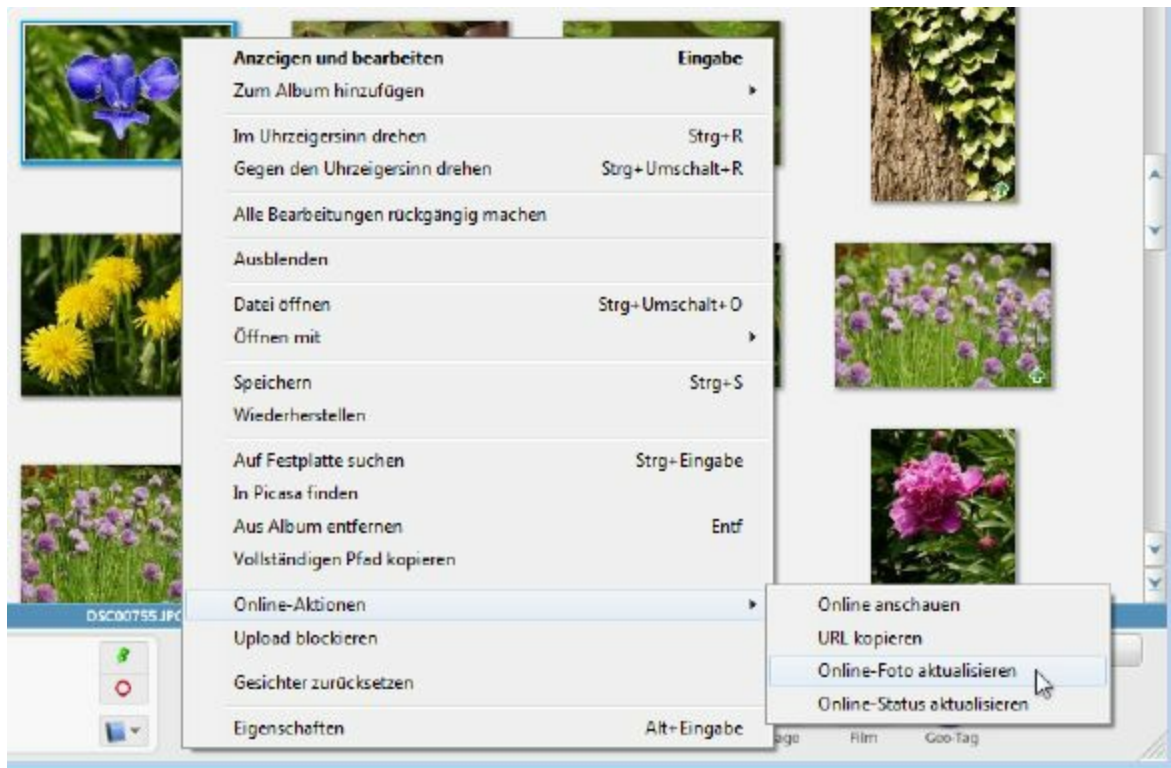 Anzeigen und bearbeiten Eingabe
Zum Album hinzufügen
Im Uhrzeigersinn drehen Strg+R
Gegen den Uhrzeigersinn drehen Strg+Umschalt+R
Alle Bearbeitungen rückgängig machen
Ausblenden
Datei öffnen Strg+Umschalt+O
Öffnen mit
Speichern Strg+S
Wiederherstellen
Auf Festplatte suchen Strg+Eingabe
In Picasa finden
Aus Album entfernen Entf
Vollständigen Pfad kopieren
Online-Aktionen
Upload blockieren
Gesichter zurücksetzen
Eigenschaften Alt+Eingabe
Online anschauen
URL kopieren
Online-Foto aktualisieren
Online-Status aktualisieren
DSC00755.JPG
Film Geo-Tag